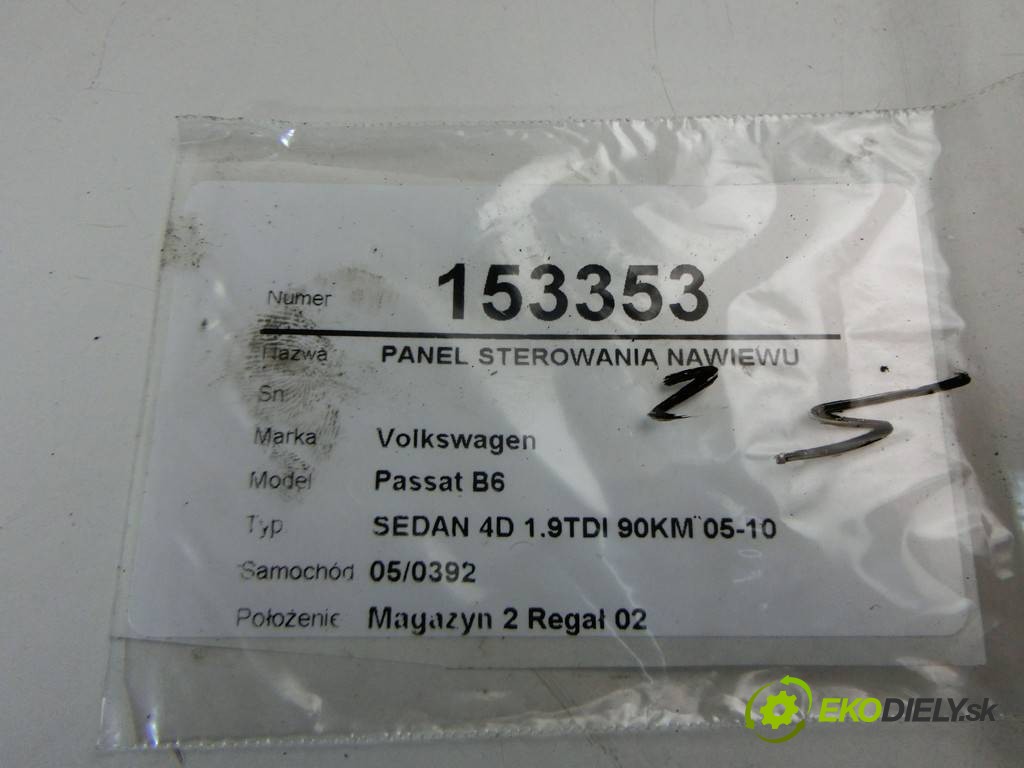 Numer 153353
Nazwa PANEL STEROWANIA NAWIEWU
Sn
2 5
Marka Volkswagen
Model Passat B6
Typ SEDAN 4D 1.9TDI 90KM 05-10
Samochód 05/0392
Położenie Magazyn 2 Regał 02
EKODIELY.sk